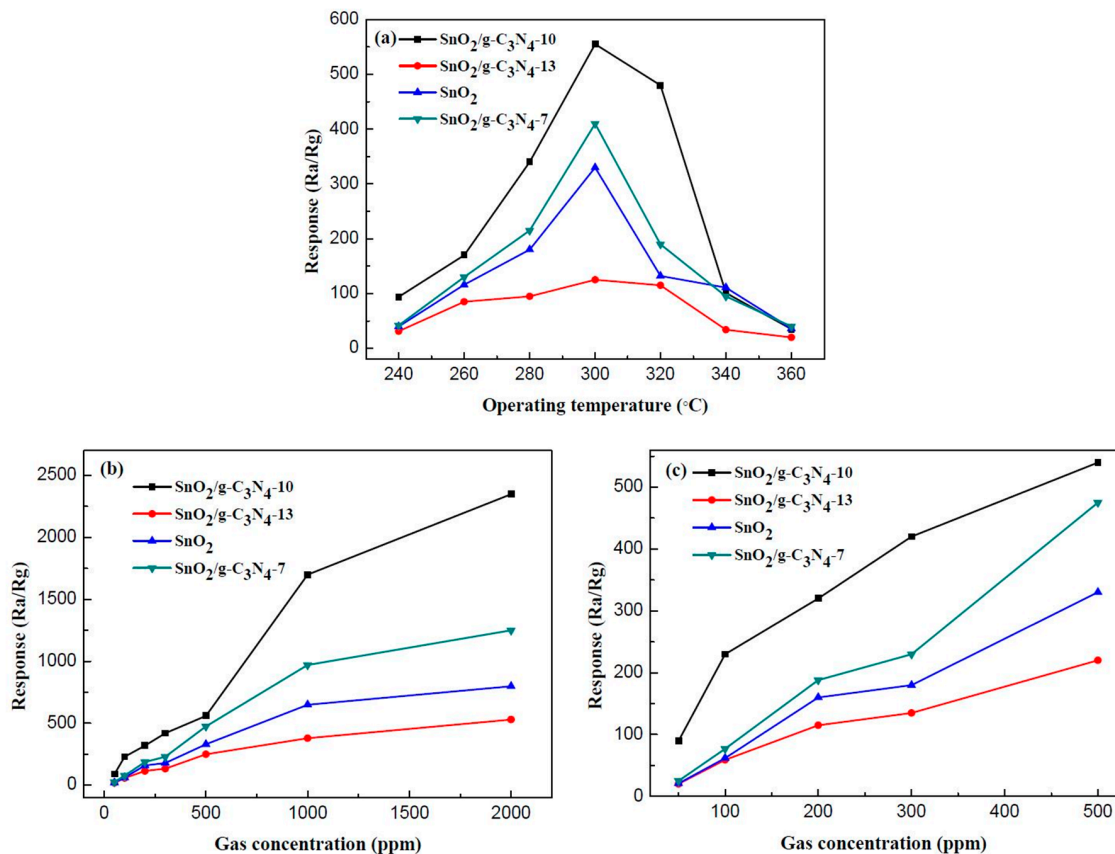 (a)
SnO2/g-C3N4-10
SnO2/g-C3N4-13
SnO2
SnO2/g-C3N4-7
Response (Ra/Rg)
600
500
400
300
200
100
0
240 260 280 300 320 340 360
Operating temperature (°C)
(b)
SnO2/g-C3N4-10
SnO2/g-C3N4-13
SnO2
SnO2/g-C3N4-7
Response (Ra/Rg)
2500
2000
1500
1000
500
0
0 500 1000 1500 2000
Gas concentration (ppm)
(c)
SnO2/g-C3N4-10
SnO2/g-C3N4-13
SnO2
SnO2/g-C3N4-7
Response (Ra/Rg)
500
400
300
200
100
0
100 200 300 400 500
Gas concentration (ppm)